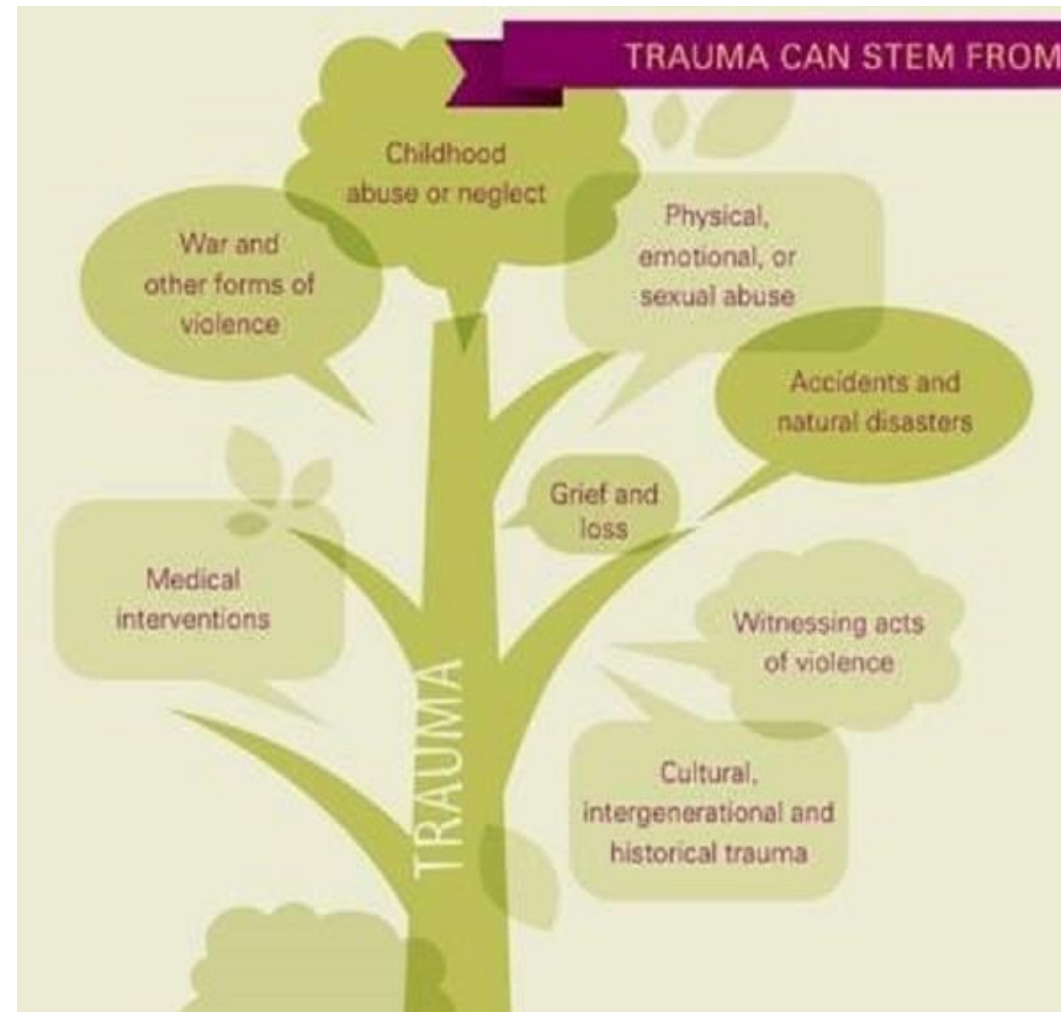 TRAUMA CAN STEM FROM
Childhood
abuse or neglect
War and
other forms of
violence
Physical,
emotional, or
sexual abuse
Accidents and
natural disasters
Grief and
loss
Medical
interventions
Witnessing acts
of violence
Cultural,
intergenerational and
historical trauma
TRAUMA